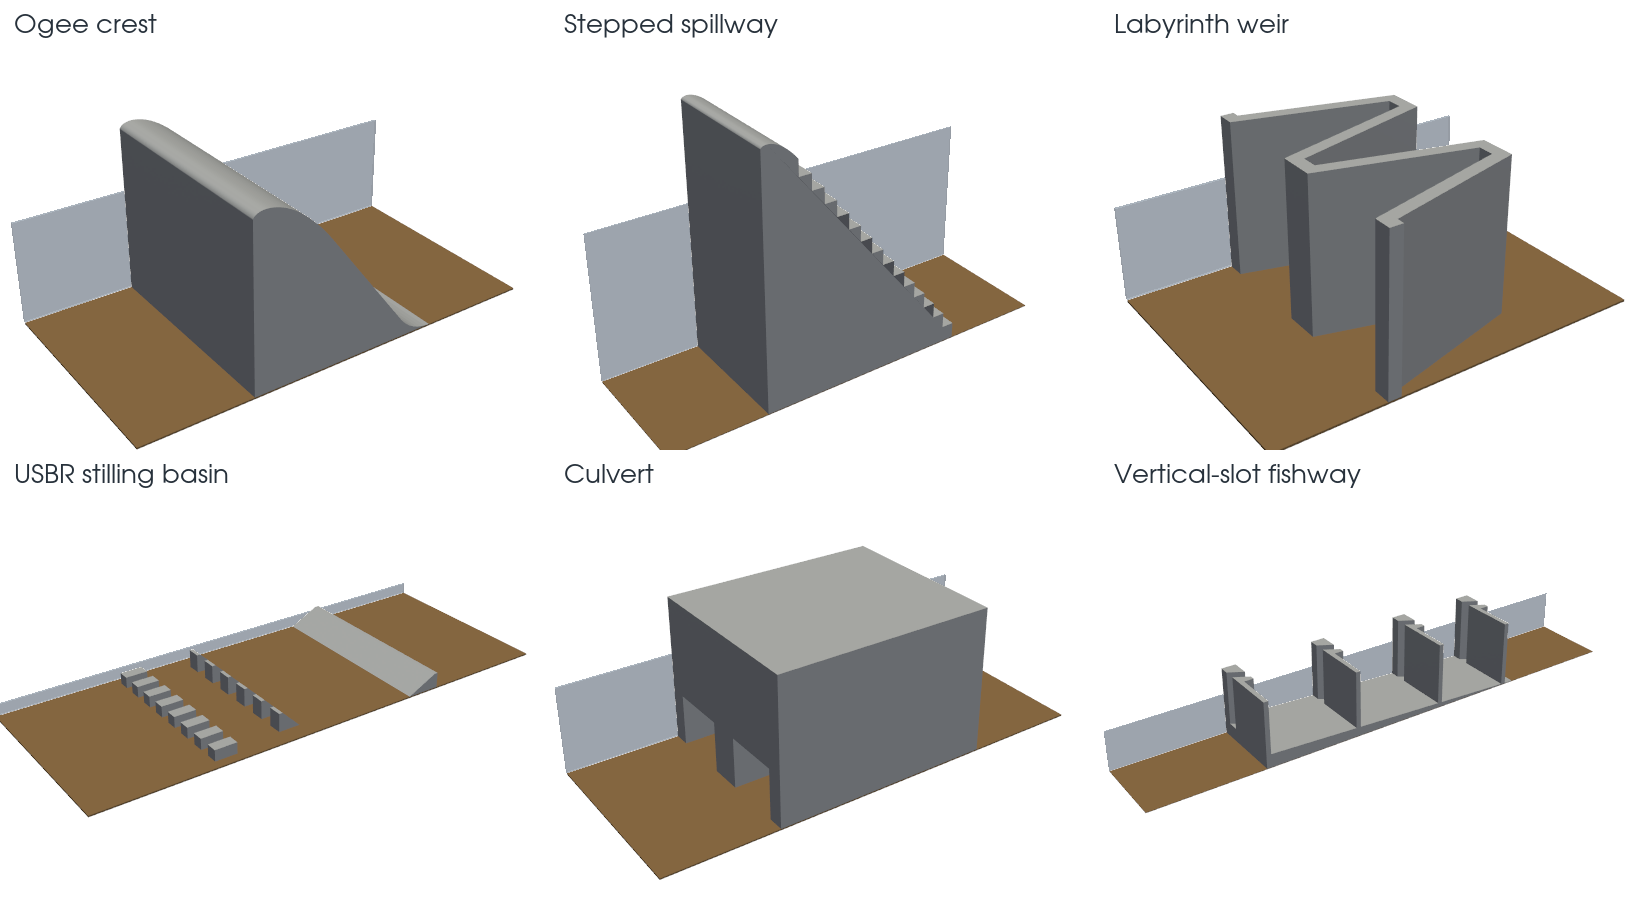 Ogee crest
Stepped spillway
Labyrinth weir
USBR stilling basin
Culvert
Vertical-slot fishway